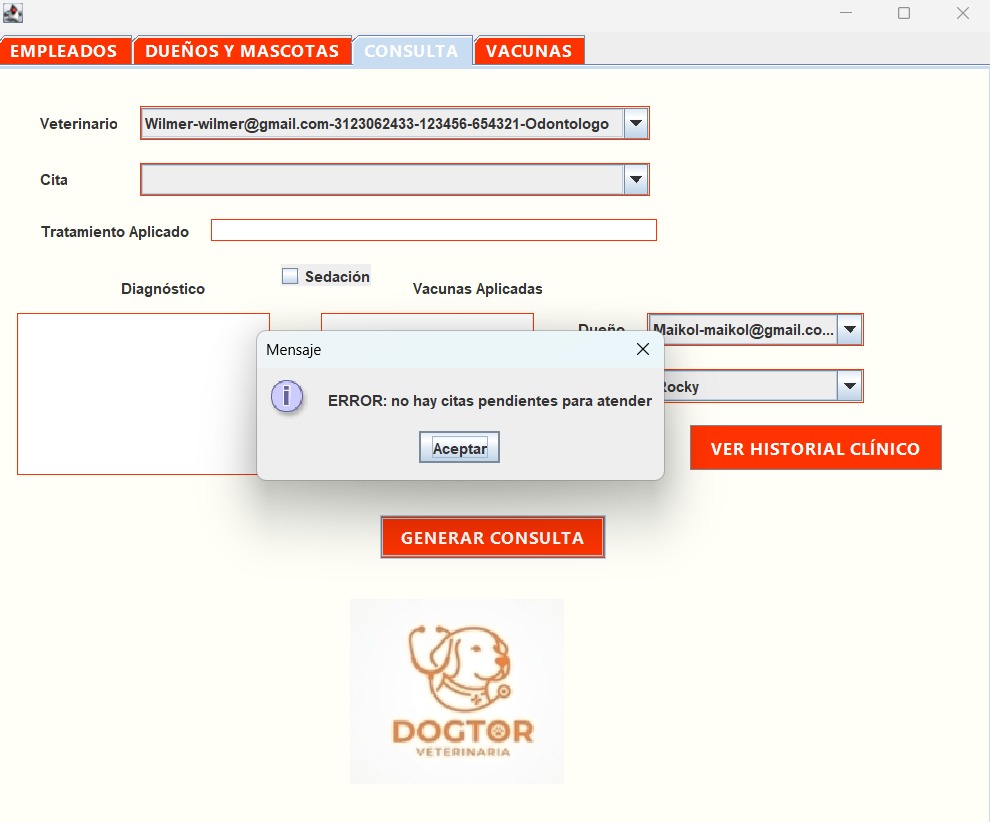 EMPLEADOS DUEÑOS Y MASCOTAS CONSULTA VACUNAS
Veterinario Wilmer-wilmer@gmail.com-3123062433-123456-654321-Odontologo
Cita
Tratamiento Aplicado
Sedación
Diagnóstico Vacunas Aplicadas
Dueño Maikol-maikol@gmail.co...
Mensaje
Rocky
ERROR: no hay citas pendientes para atender
Aceptar
VER HISTORIAL CLÍNICO
GENERAR CONSULTA
DOGTOR
VETERINARIA